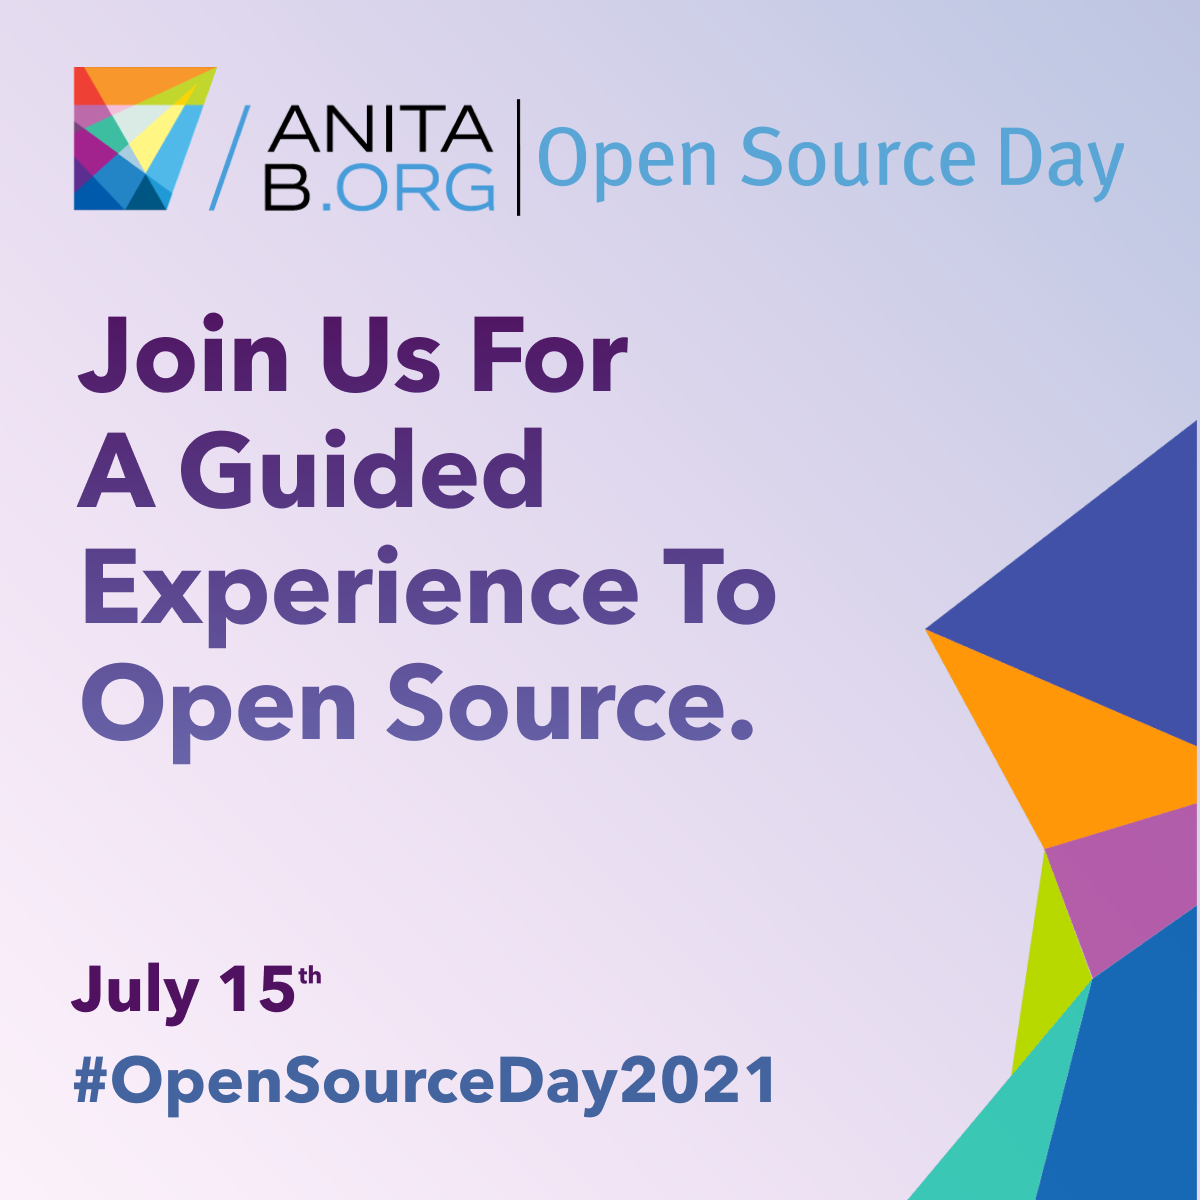 ANITA
B.ORG
Open Source Day
Join Us For
A Guided
Experience To
Open Source.
July 15th
#OpenSourceDay2021